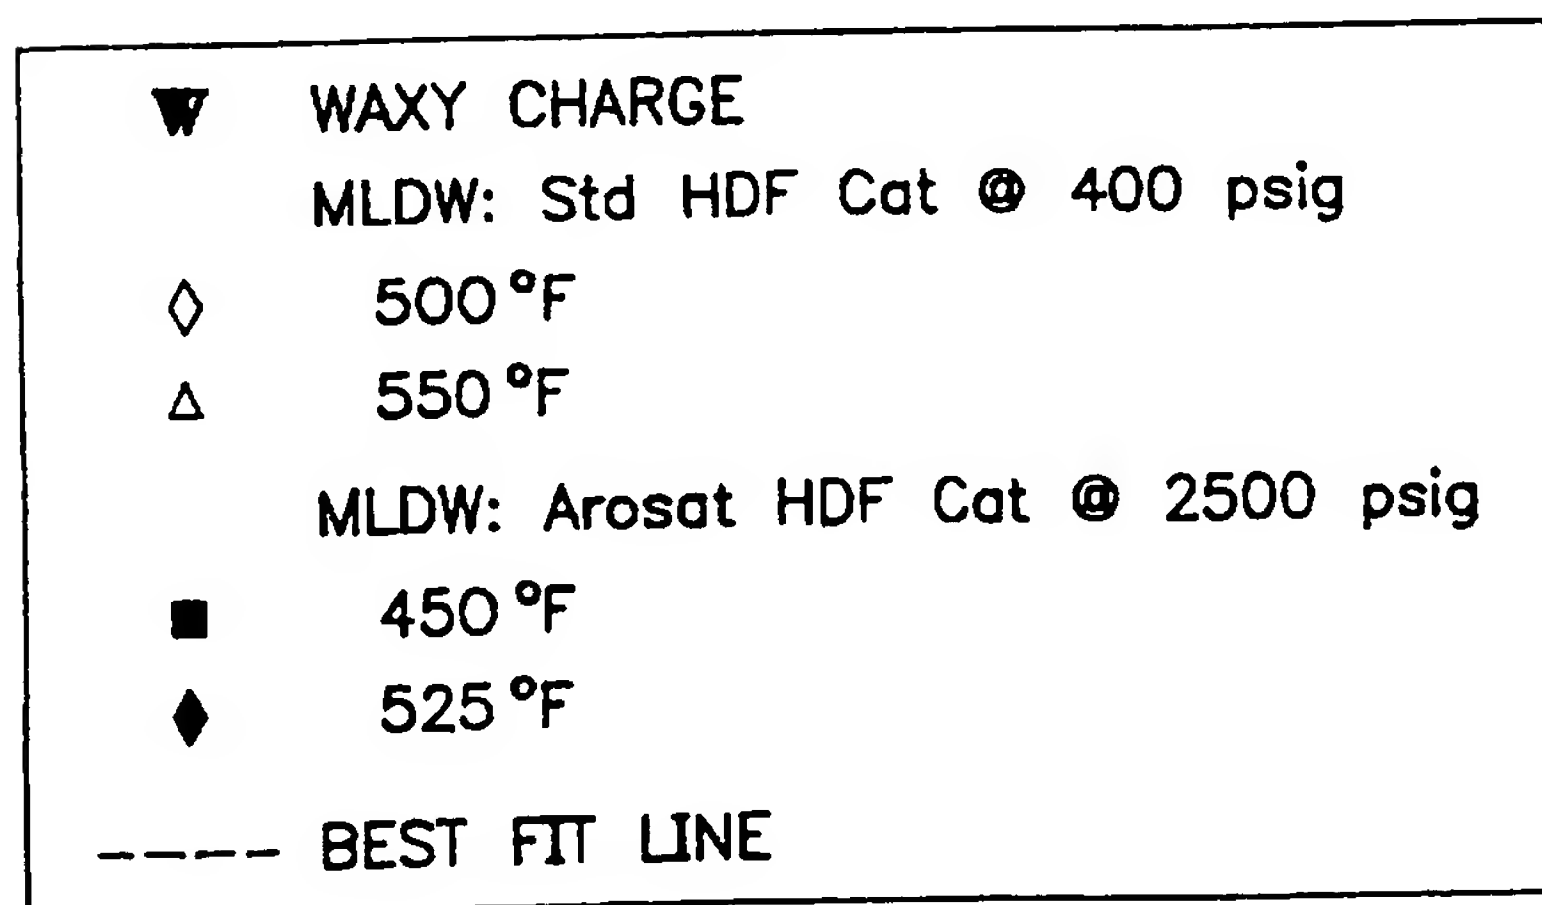 WAXY CHARGE
MLDW: Std HDF Cat @ 400 psig
500°F
550°F
MLDW: Arosat HDF Cat @ 2500 psig
450°F
525°F
BEST FIT LINE